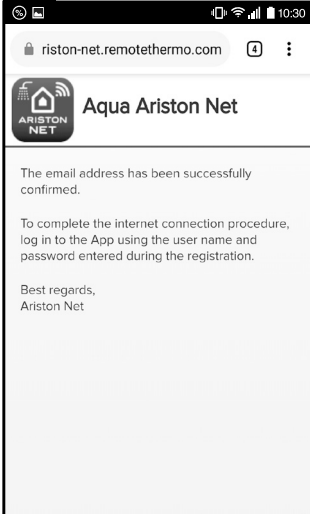 10:30
riston-net.remotethermo.com
4
ARISTON
NET
Aqua Ariston Net
The email address has been successfully
confirmed.
To complete the internet connection procedure,
log in to the App using the user name and
password entered during the registration.
Best regards,
Ariston Net